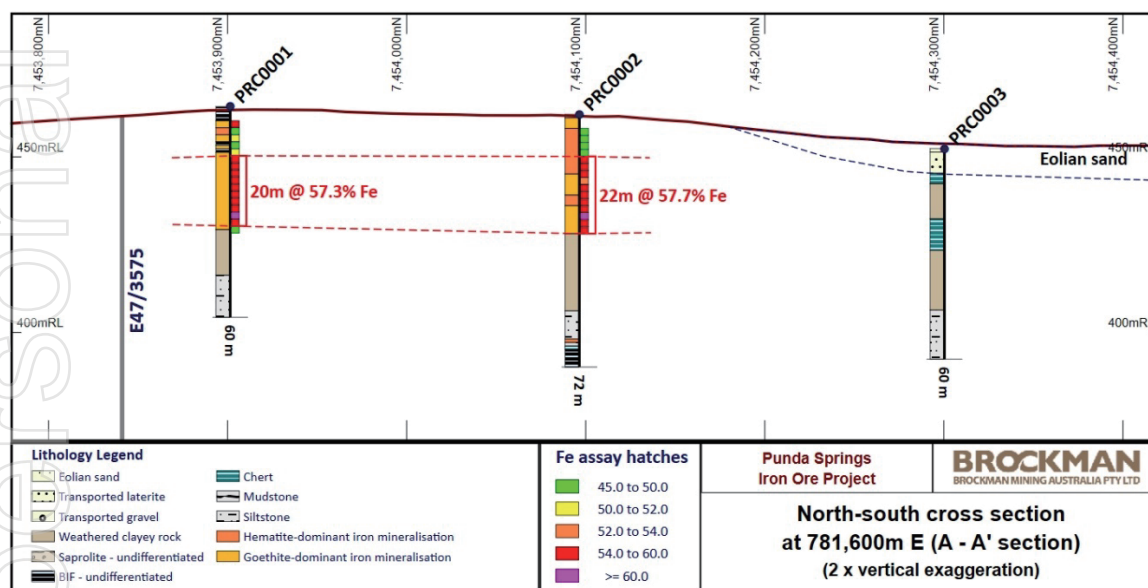 7,453,800mN
7,453,900mN
7,454,000mN
7,454,100mN
7,454,200mN
7,454,300mN
7,454,400mN
PRC0001
PRC0002
PRC0003
450mRL
450mRL
Eolian sand
20m @ 57.3% Fe
22m @ 57.7% Fe
E47/3575
400mRL
400mRL
60 m
72 m
60 m
ersonal
Lithology Legend
Eolian sand
Transported laterite
Transported gravel
Weathered clayey rock
Saprolite - undifferentiated
BIF - undifferentiated
Chert
Mudstone
Siltstone
Hematite-dominant iron mineralisation
Goethite-dominant iron mineralisation
Fe assay hatches
45.0 to 50.0
50.0 to 52.0
52.0 to 54.0
54.0 to 60.0
>= 60.0
Punda Springs
Iron Ore Project
BROCKMAN
BROCKMAN MINING AUSTRALIA PTY LTD
North-south cross section
at 781,600m E (A - A' section)
(2 x vertical exaggeration)